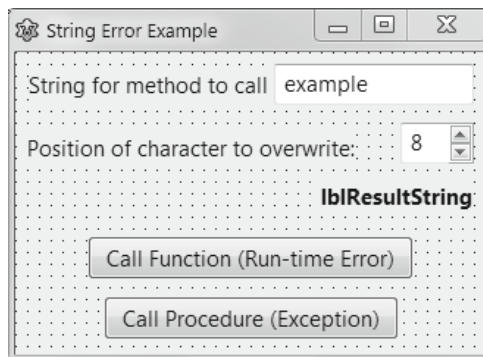 String Error Example
String for method to call example
Position of character to overwrite: 8
lblResultString
Call Function (Run-time Error)
Call Procedure (Exception)